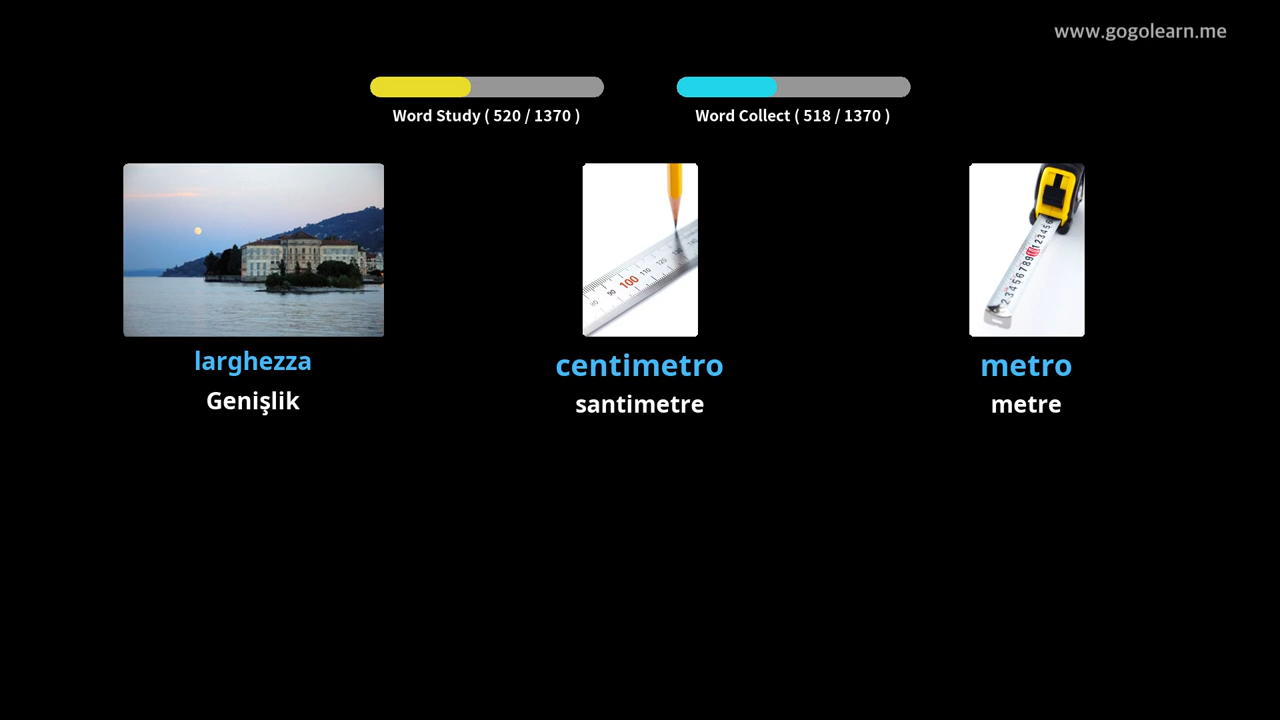 www.gogolearn.me
Word Study ( 520 / 1370 )
Word Collect ( 518 / 1370 )
larghezza
centimetro
metro
Genişlik
santimetre
metre